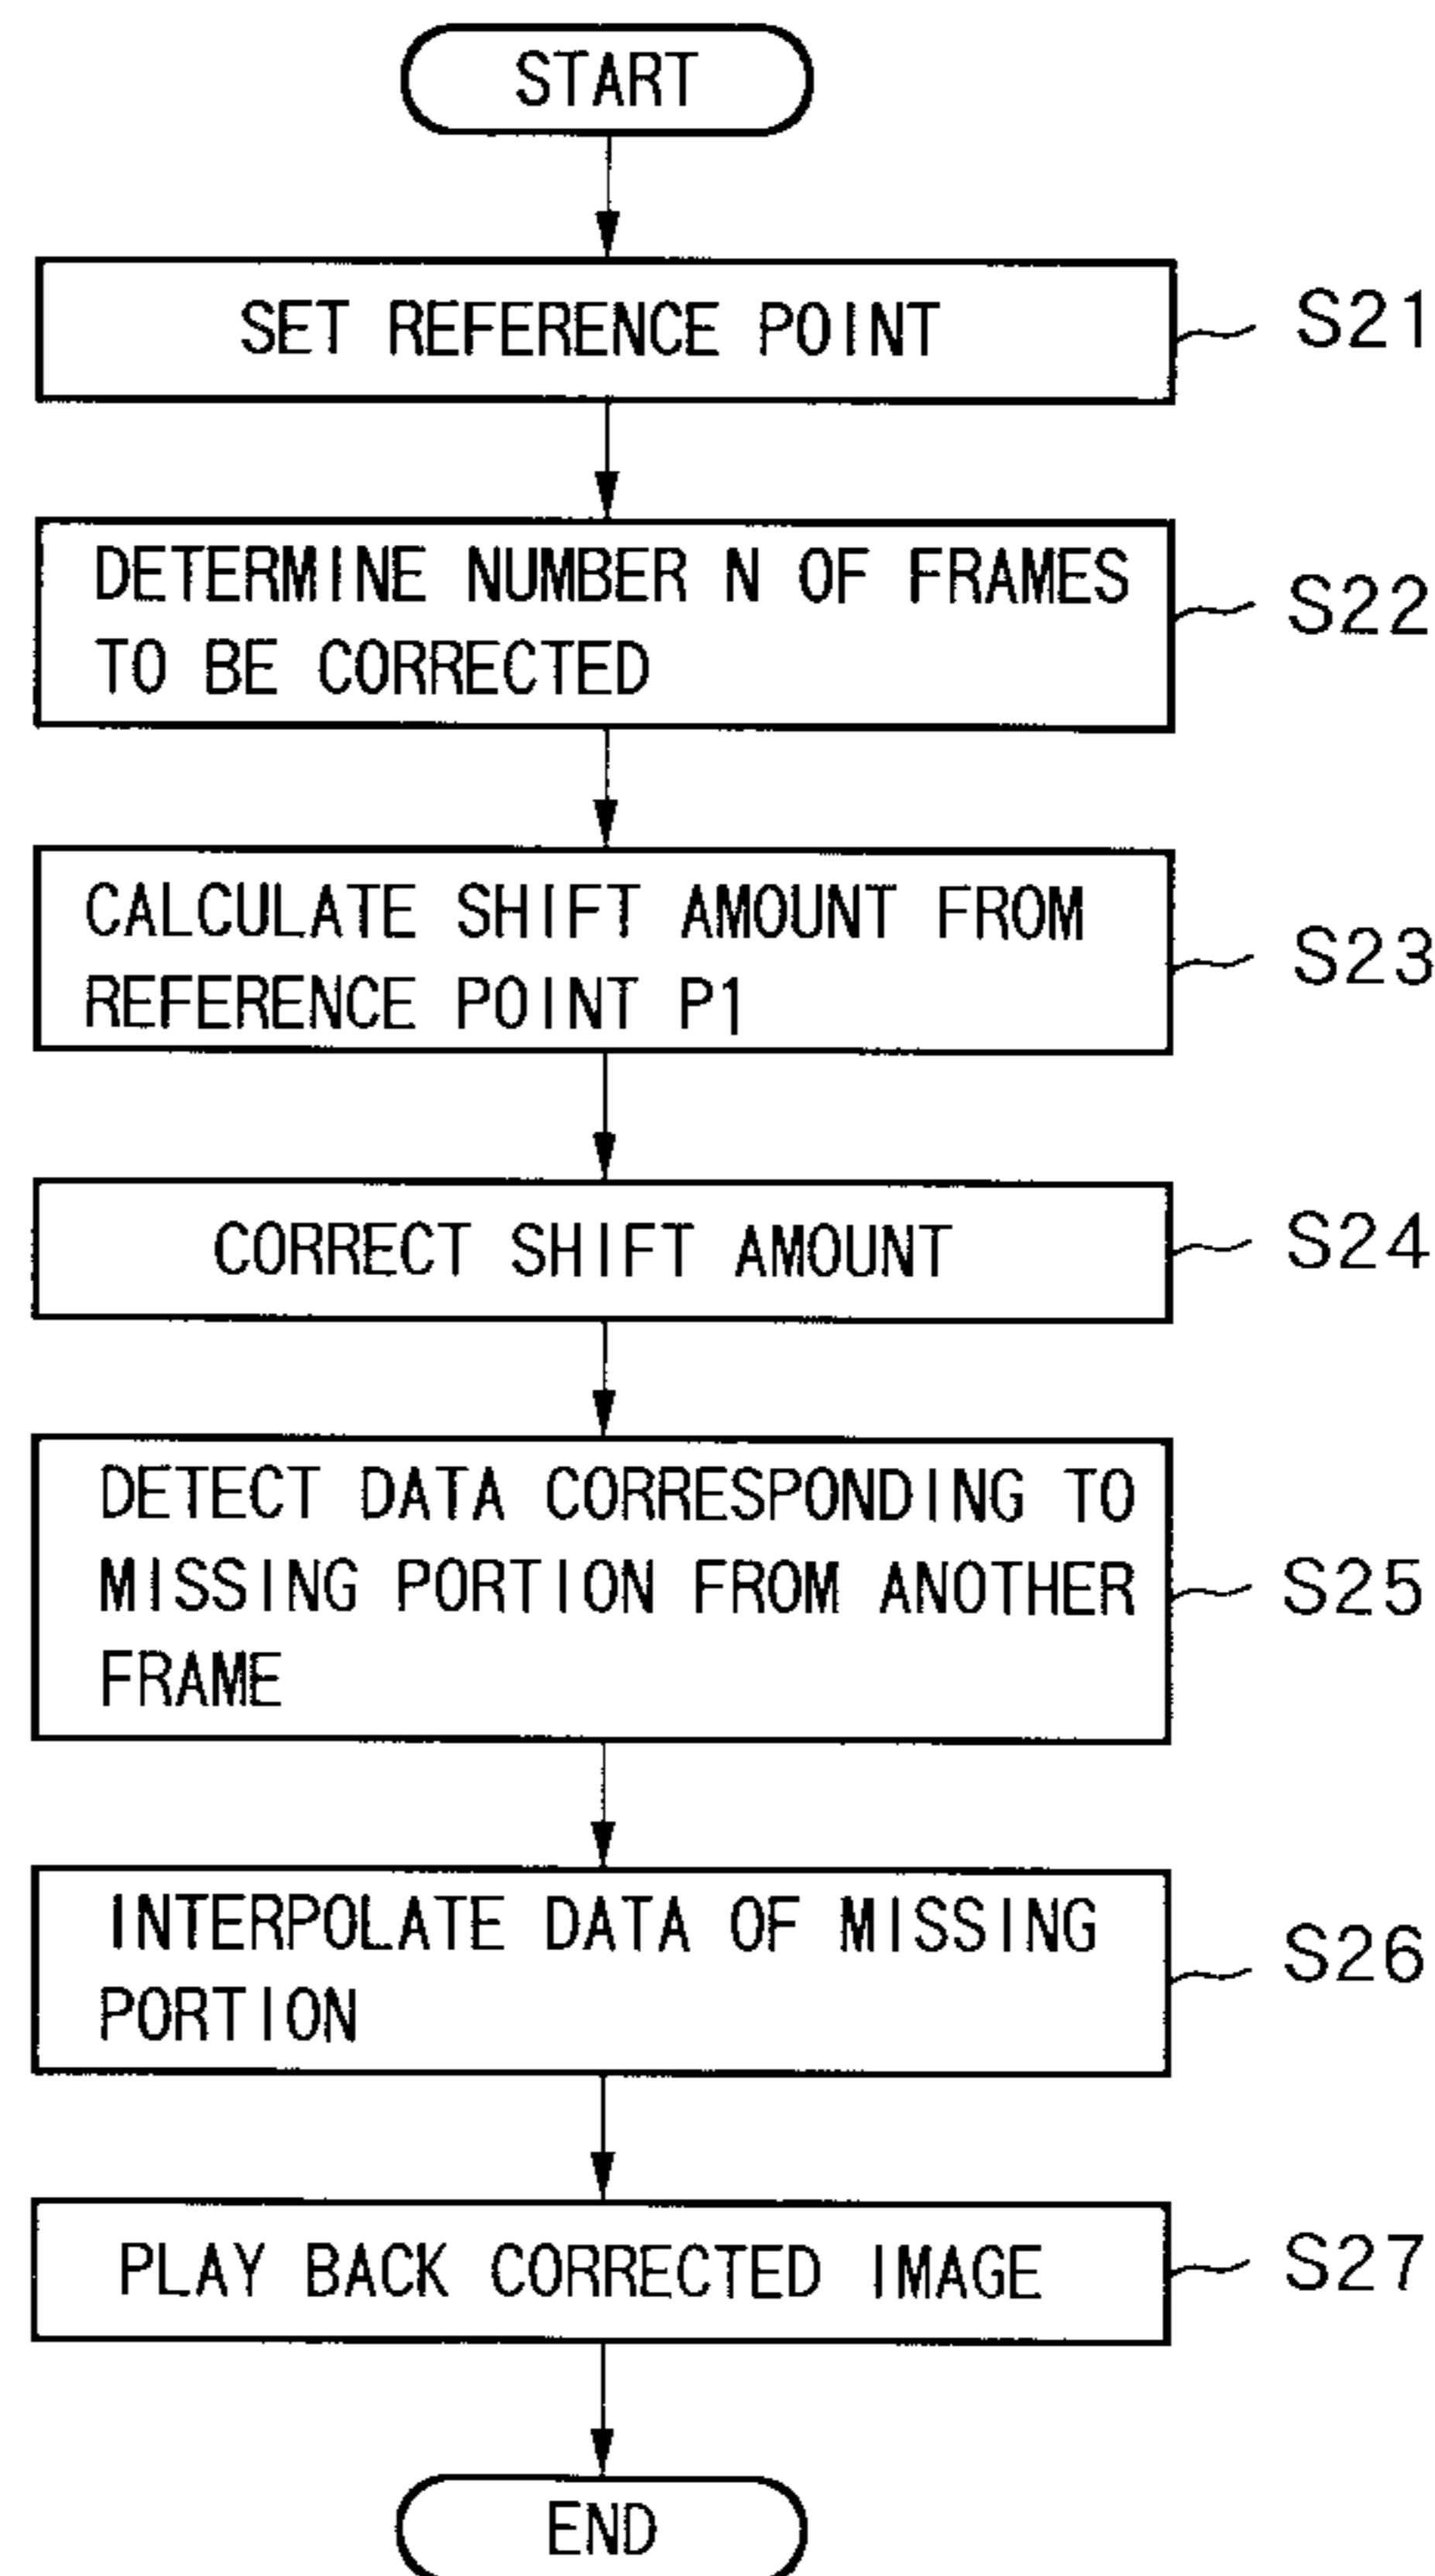 START
SET REFERENCE POINT
S21
DETERMINE NUMBER N OF FRAMES
TO BE CORRECTED
S22
CALCULATE SHIFT AMOUNT FROM
REFERENCE POINT P1
S23
CORRECT SHIFT AMOUNT
S24
DETECT DATA CORRESPONDING TO
MISSING PORTION FROM ANOTHER
FRAME
S25
INTERPOLATE DATA OF MISSING
PORTION
S26
PLAY BACK CORRECTED IMAGE
S27
END